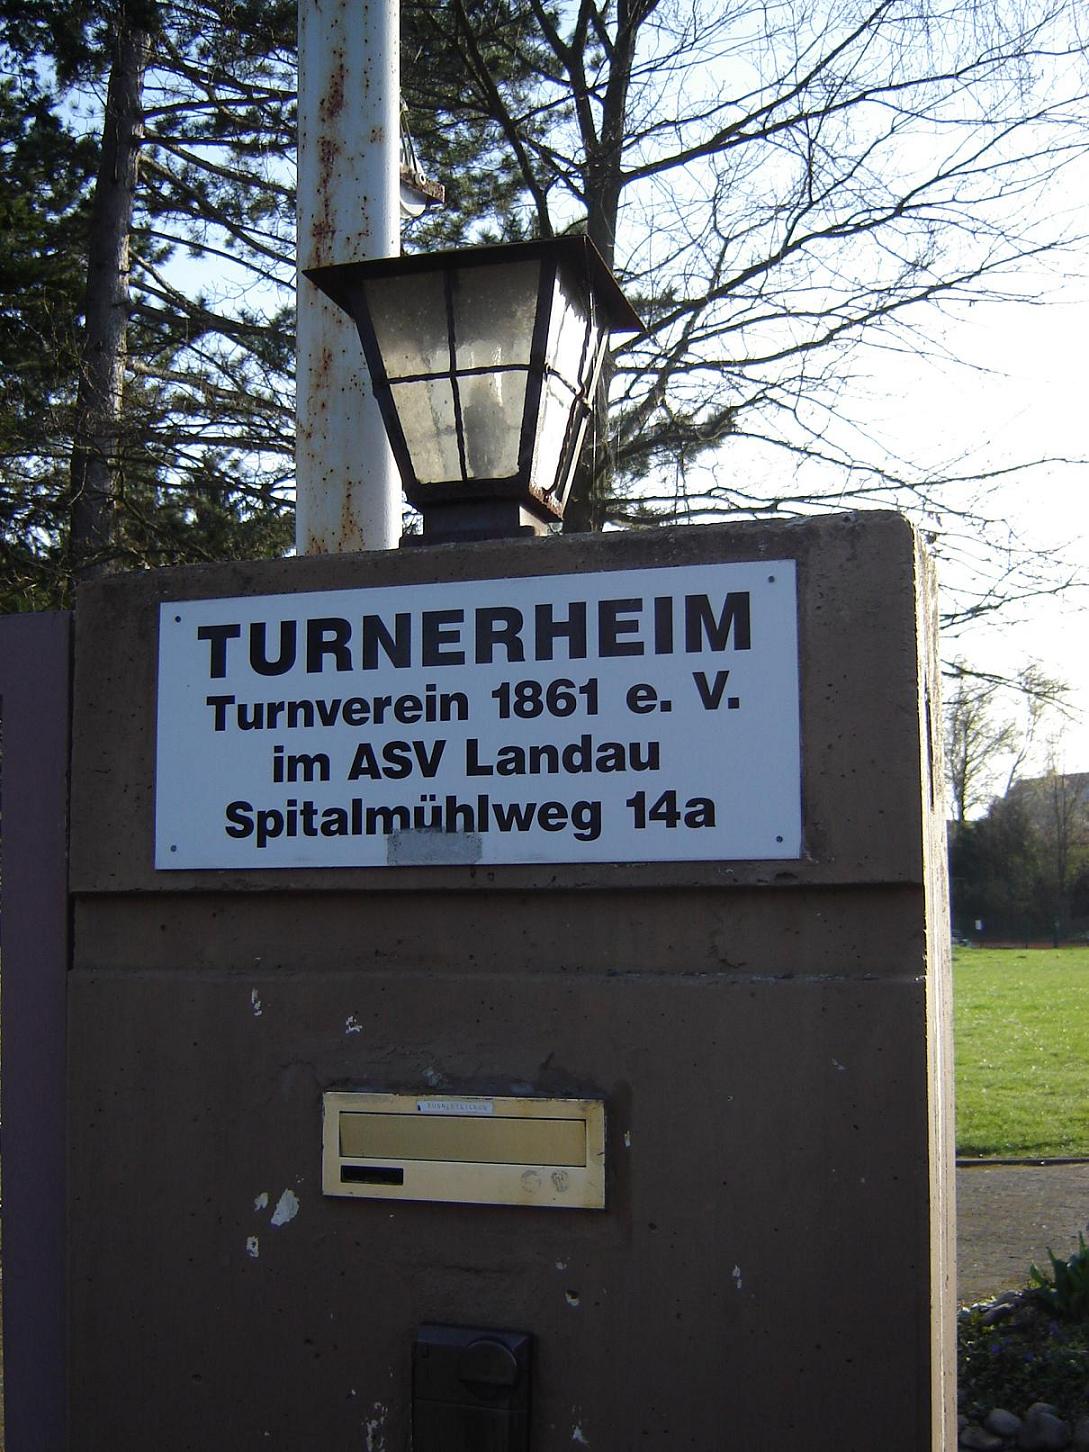 TURNERHEIM
Turnverein 1861 e. V.
im ASV Landau
Spitalmühlweg 14a